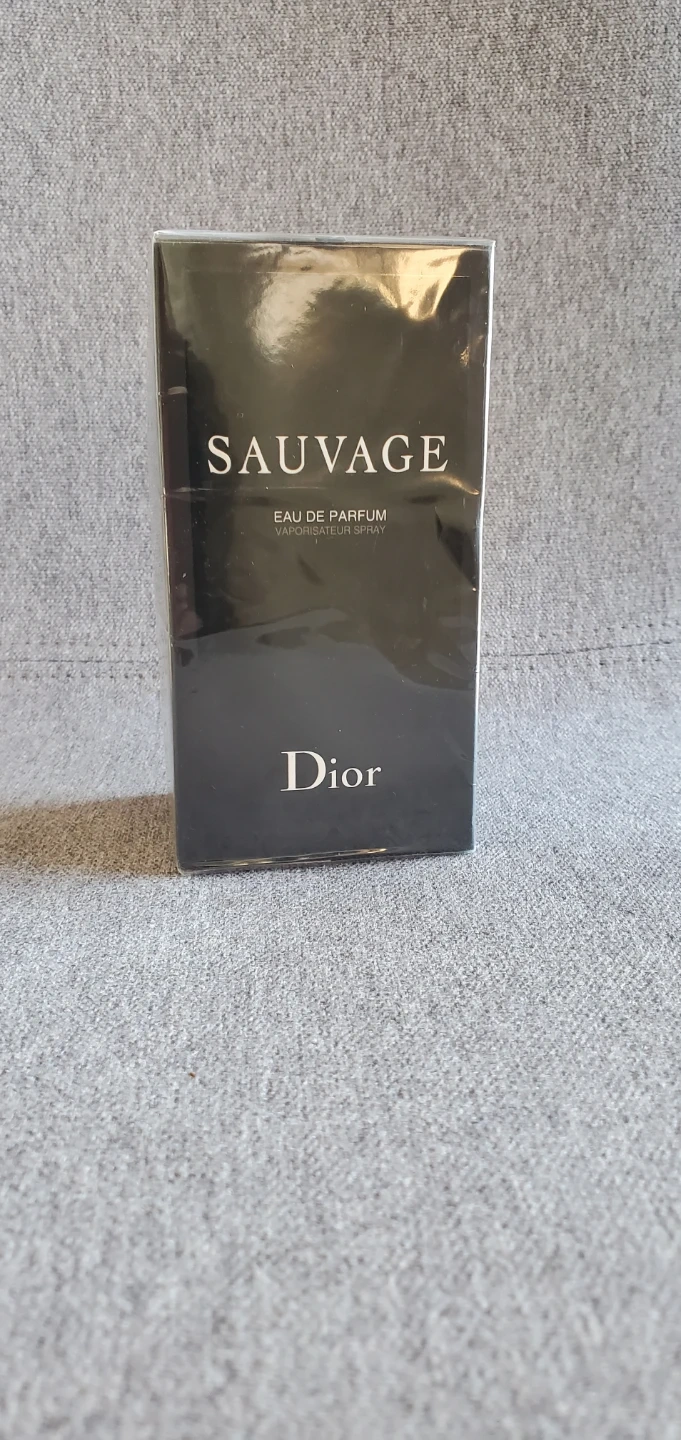 SAUVAGE
EAU DE PARFUM
VAPORISATEUR SPRAY
Dior